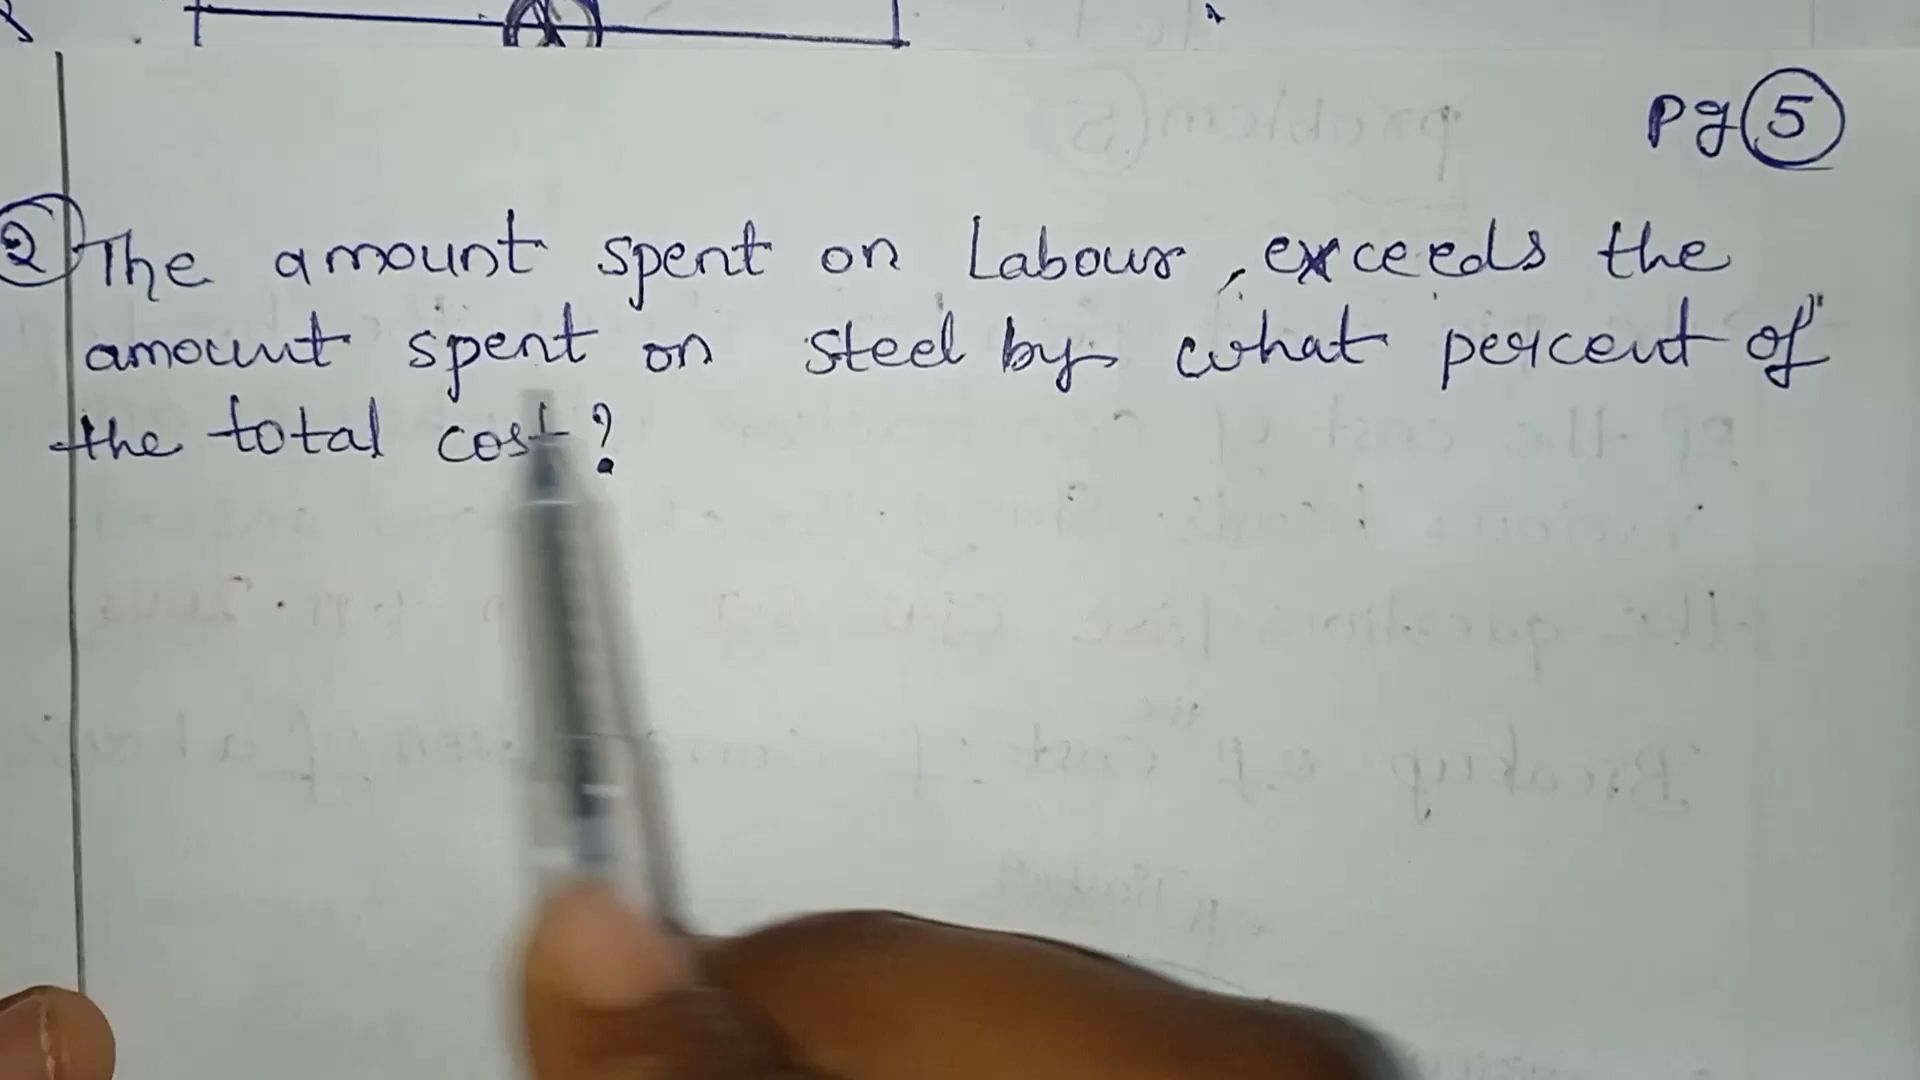 Pg 5
2 The amount spent on Labour, exceeds the
amount spent on steel by what percent of
the total cost?